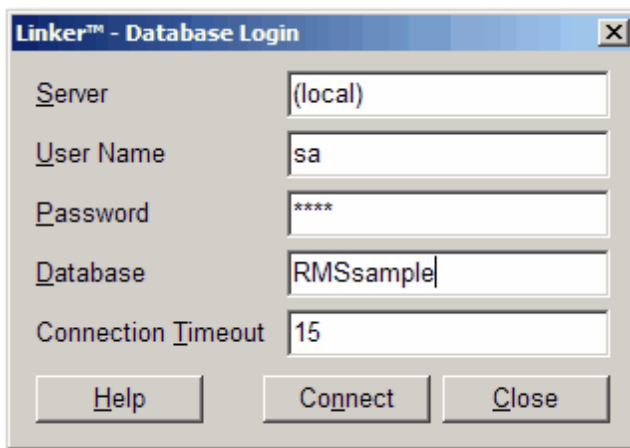 Linker™ - Database Login
Server (local)
User Name sa
Password ****
Database RMSsample
Connection Timeout 15
Help Connect Close